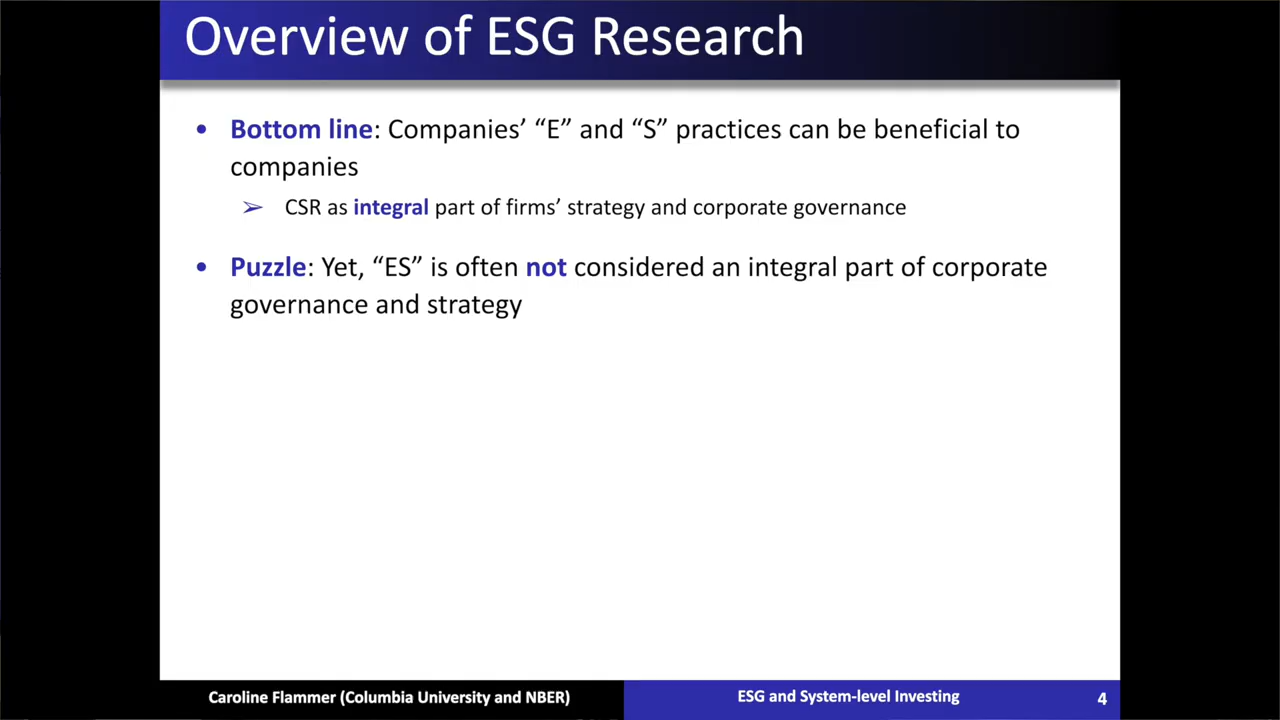 Overview of ESG Research
• Bottom line: Companies’ “E” and “S” practices can be beneficial to
companies
➢ CSR as integral part of firms’ strategy and corporate governance
• Puzzle: Yet, “ES” is often not considered an integral part of corporate
governance and strategy
Caroline Flammer (Columbia University and NBER)
ESG and System-level Investing
4